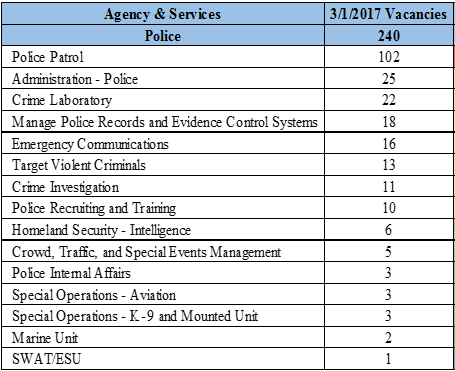 Agency & Services 3/1/2017 Vacancies
Police 240
Police Patrol 102
Administration - Police 25
Crime Laboratory 22
Manage Police Records and Evidence Control Systems 18
Emergency Communications 16
Target Violent Criminals 13
Crime Investigation 11
Police Recruiting and Training 10
Homeland Security - Intelligence 6
Crowd, Traffic, and Special Events Management 5
Police Internal Affairs 3
Special Operations - Aviation 3
Special Operations - K-9 and Mounted Unit 3
Marine Unit 2
SWAT/ESU 1